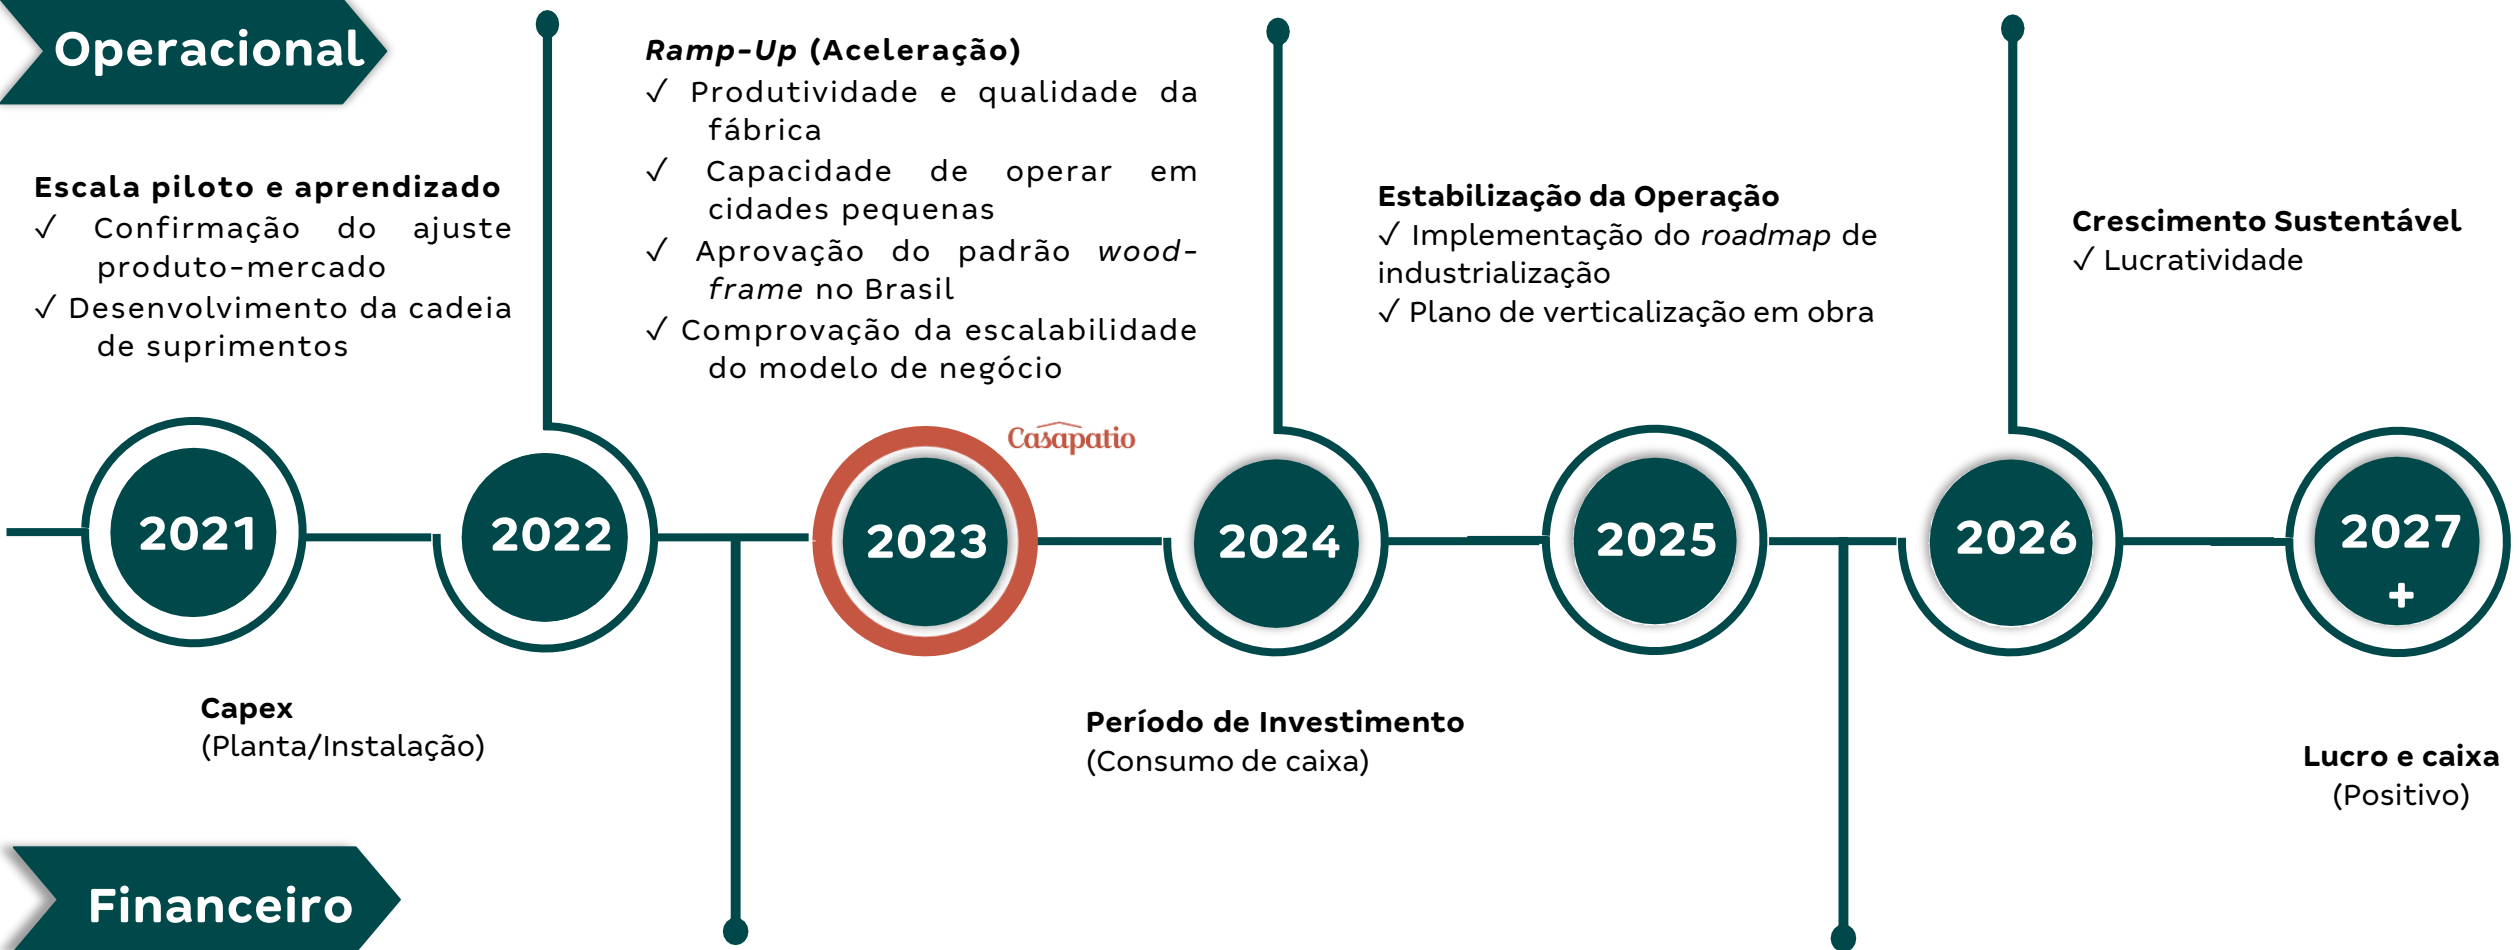 Operacional
Escala piloto e aprendizado
✓ Confirmação do ajuste
produto-mercado
✓ Desenvolvimento da cadeia
de suprimentos
Ramp-Up (Aceleração)
✓ Produtividade e qualidade da
fábrica
✓ Capacidade de operar em
cidades pequenas
✓ Aprovação do padrão wood-
frame no Brasil
✓ Comprovação da escalabilidade
do modelo de negócio
Estabilização da Operação
✓ Implementação do roadmap de
industrialização
✓ Plano de verticalização em obra
Crescimento Sustentável
✓ Lucratividade
Casapatio
2021
2022
2023
2024
2025
2026
2027
+
Capex
(Planta/Instalação)
Período de Investimento
(Consumo de caixa)
Lucro e caixa
(Positivo)
Financeiro